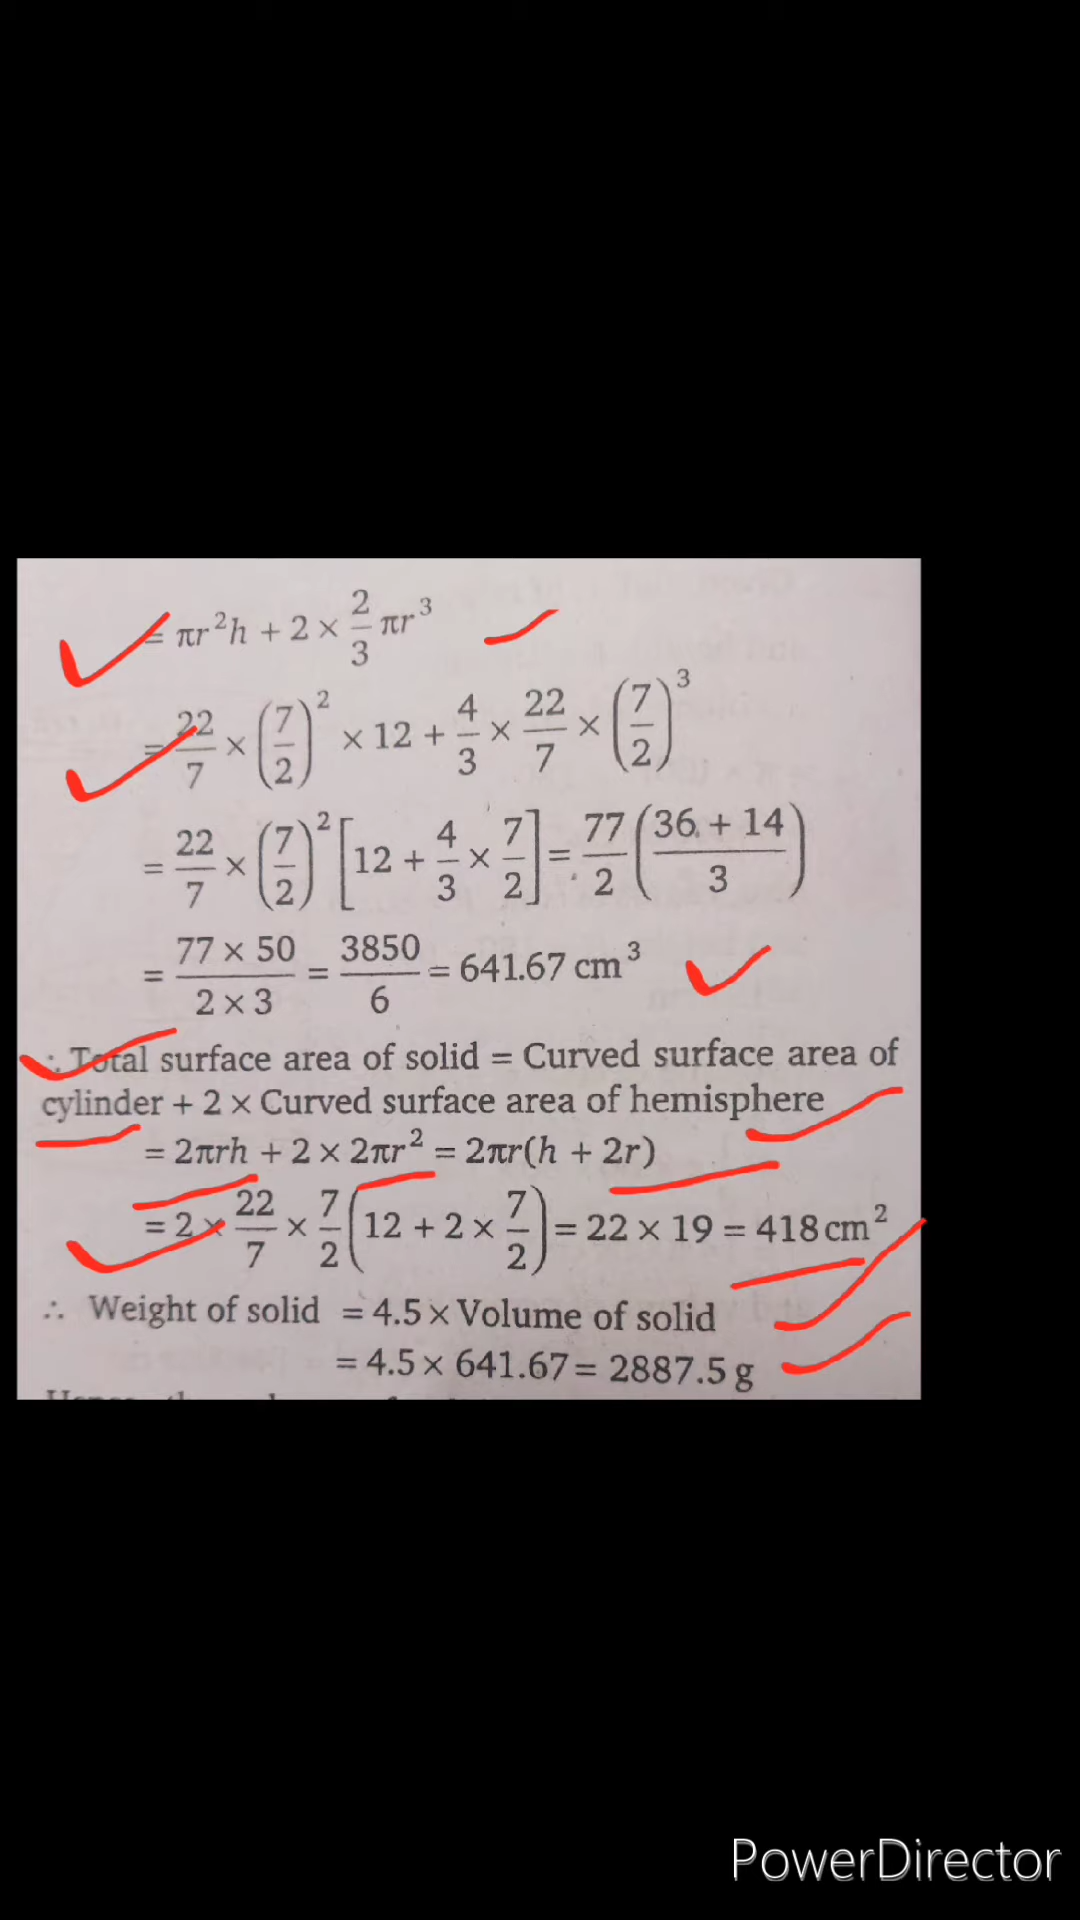 = πr²h + 2 × 2/3 πr³
= 22/7 × (7/2)² × 12 + 4/3 × 22/7 × (7/2)³
= 22/7 × (7/2)² [12 + 4/3 × 7/2] = 77/2 (36 + 14 / 3)
= 77 × 50 / 2 × 3 = 3850/6 = 641.67 cm³
∴ Total surface area of solid = Curved surface area of
cylinder + 2 × Curved surface area of hemisphere
= 2πrh + 2 × 2πr² = 2πr(h + 2r)
= 2 × 22/7 × 7/2 (12 + 2 × 7/2) = 22 × 19 = 418 cm²
∴ Weight of solid = 4.5 × Volume of solid
= 4.5 × 641.67 = 2887.5 g
PowerDirector